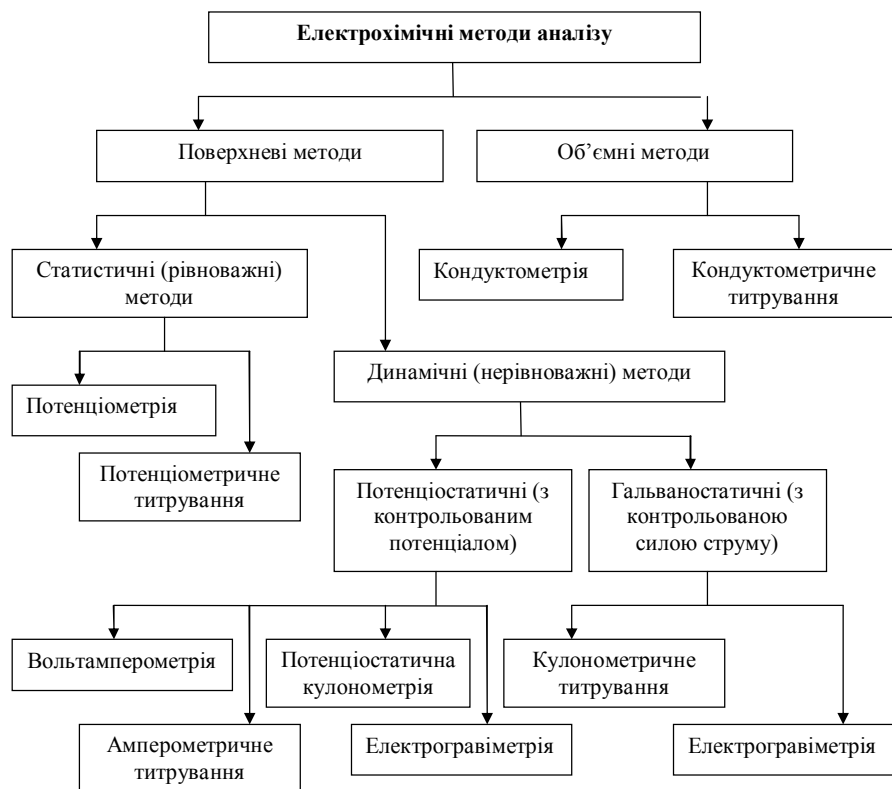 Електрохімічні методи аналізу
Поверхневі методи
Об’ємні методи
Статистичні (рівноважні)
методи
Кондуктометрія
Кондуктометричне
титрування
Динамічні (нерівноважні) методи
Потенціометрія
Потенціометричне
титрування
Потенціостатичні (з
контрольованим
потенціалом)
Гальваностатичні (з
контрольованою
силою струму)
Вольтамперометрія
Потенціостатична
кулонометрія
Кулонометричне
титрування
Амперометричне
титрування
Електрогравіметрія
Електрогравіметрія